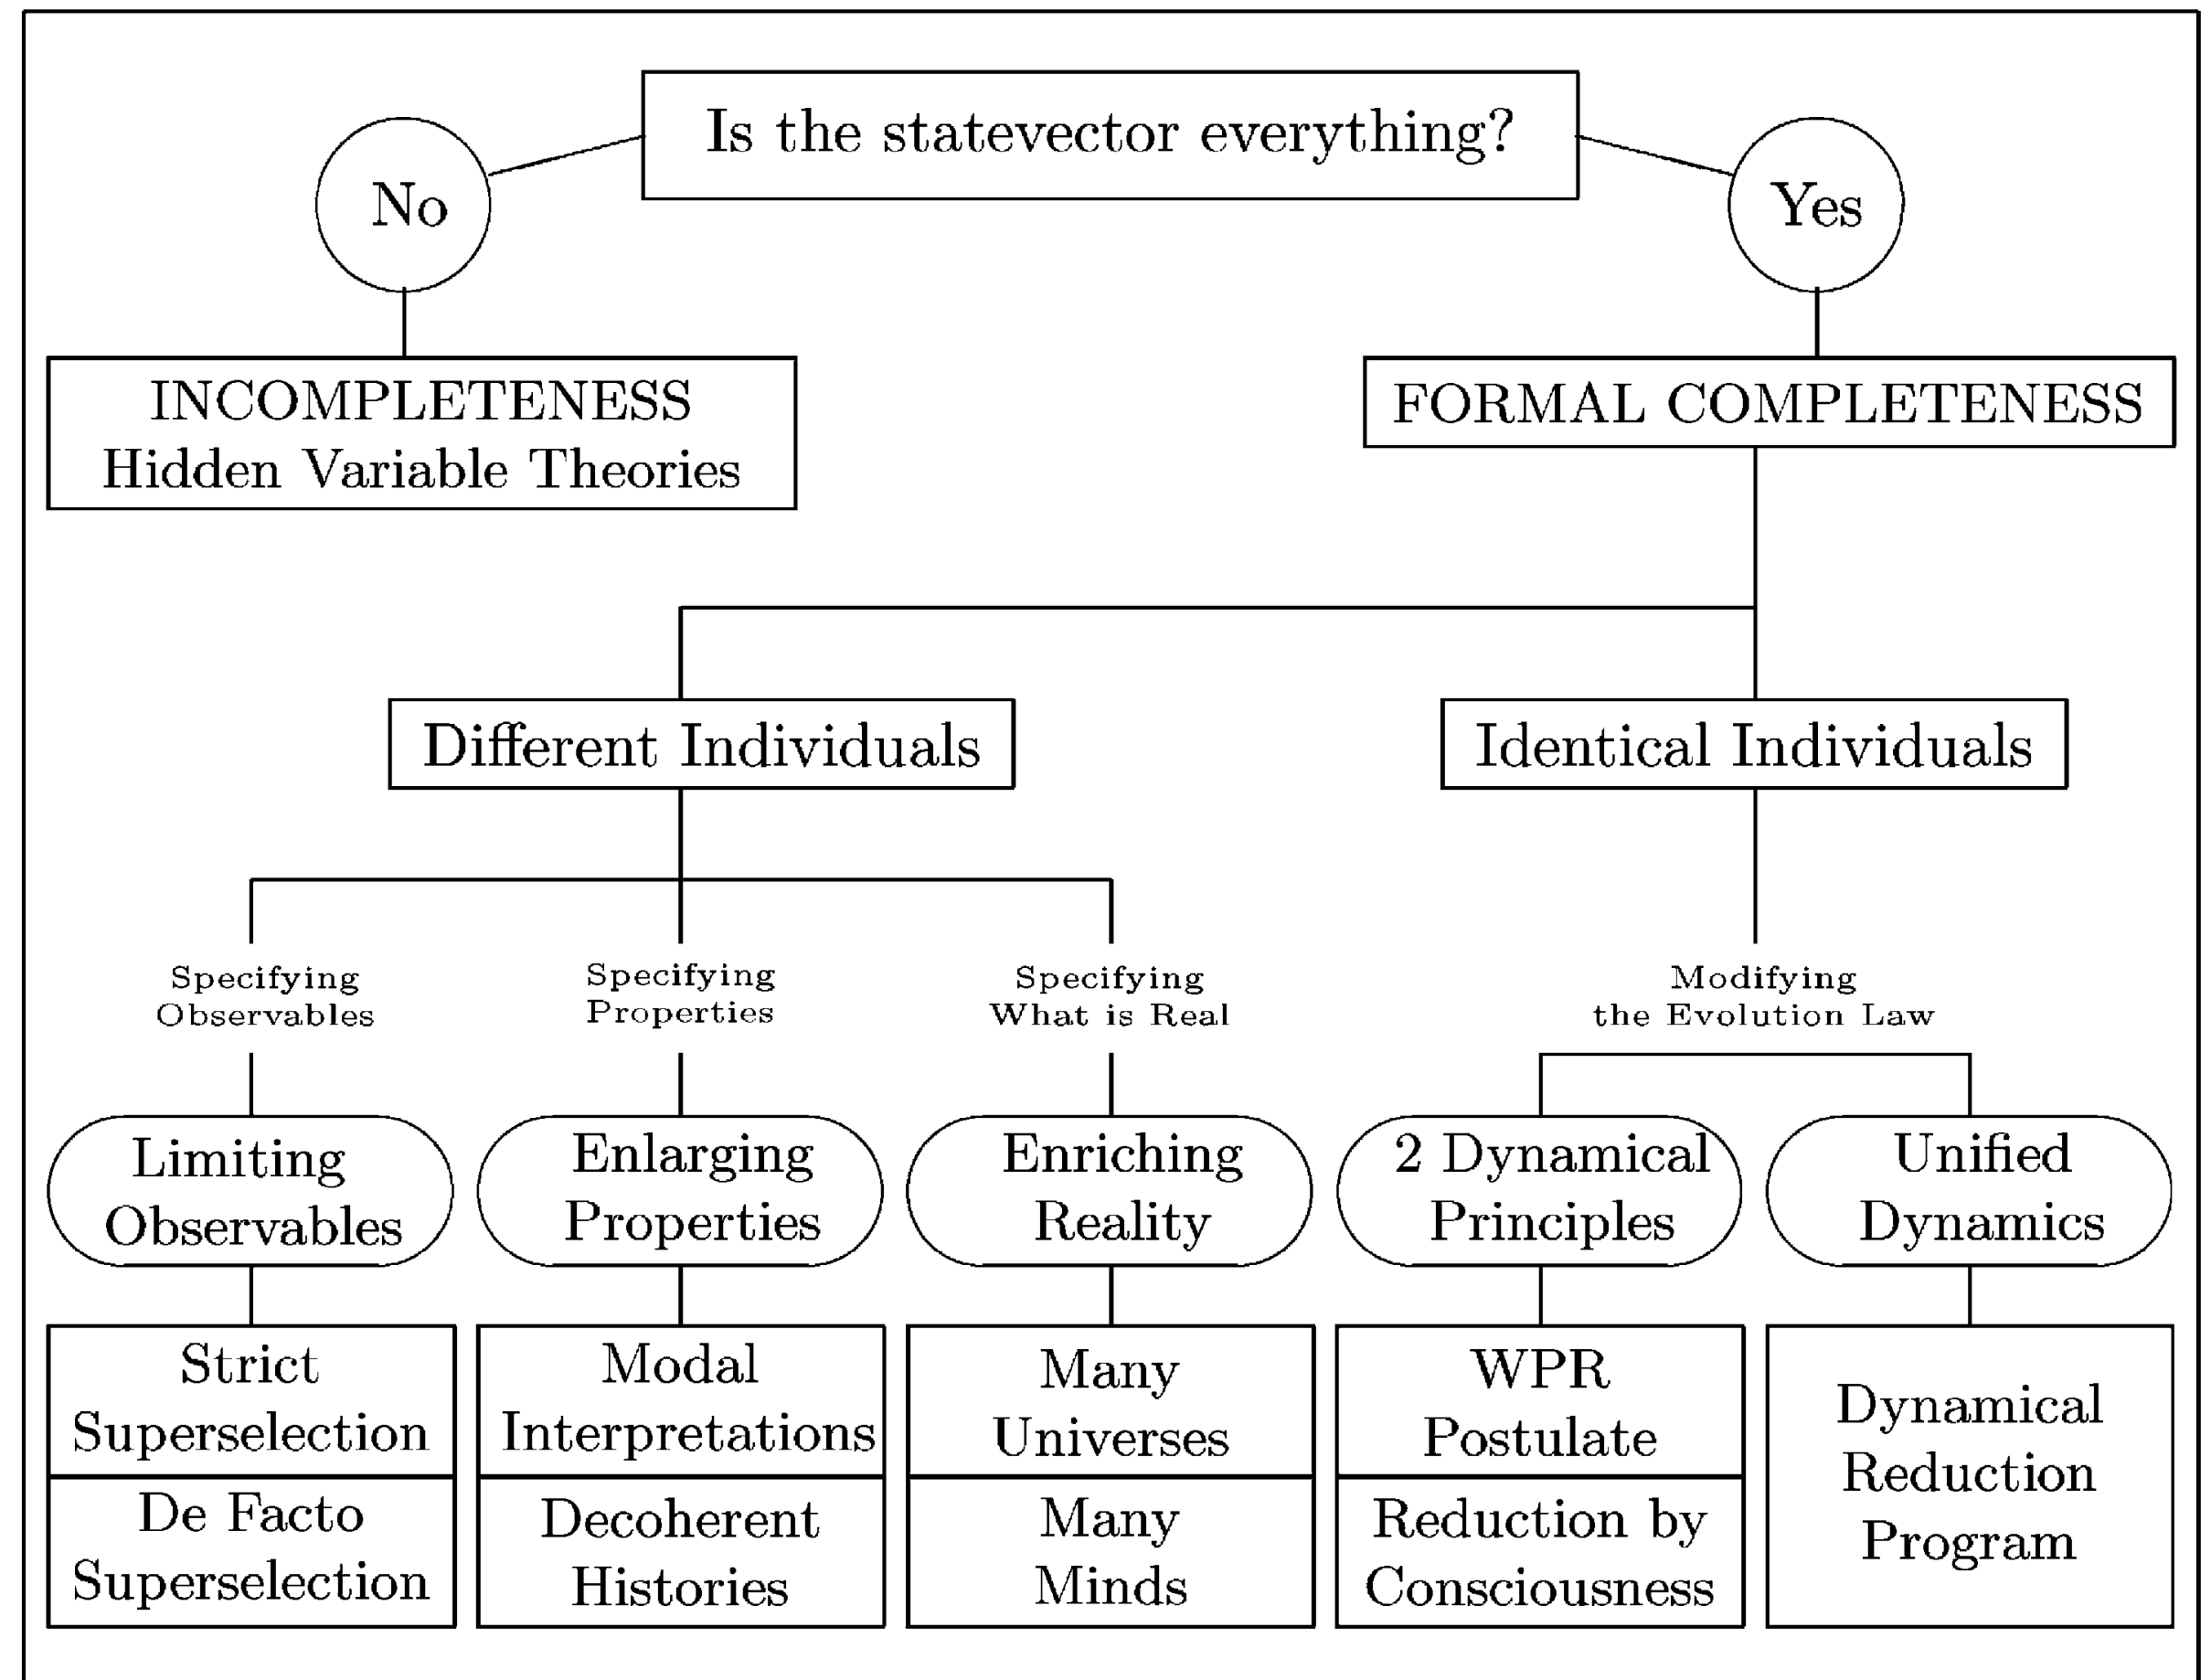 Is the statevector everything?
No
Yes
INCOMPLETENESS
Hidden Variable Theories
FORMAL COMPLETENESS
Different Individuals
Identical Individuals
Specifying
Observables
Specifying
Properties
Specifying
What is Real
Modifying
the Evolution Law
Limiting
Observables
Enlarging
Properties
Enriching
Reality
2 Dynamical
Principles
Unified
Dynamics
Strict
Superselection
De Facto
Superselection
Modal
Interpretations
Decoherent
Histories
Many
Universes
Many
Minds
WPR
Postulate
Reduction by
Consciousness
Dynamical
Reduction
Program